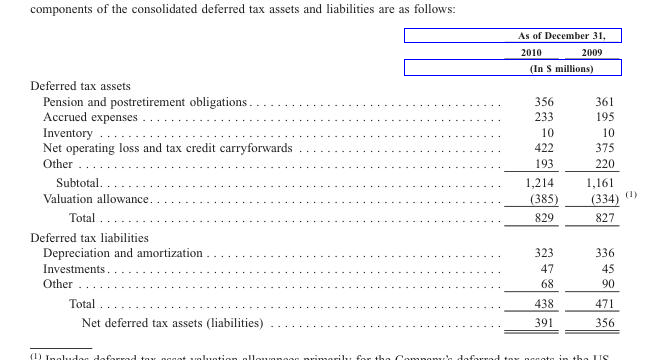 components of the consolidated deferred tax assets and liabilities are as follows:
As of December 31,
2010 2009
(In $ millions)
Deferred tax assets
Pension and postretirement obligations 356 361
Accrued expenses 233 195
Inventory 10 10
Net operating loss and tax credit carryforwards 422 375
Other 193 220
Subtotal 1,214 1,161
Valuation allowance (385) (334) (1)
Total 829 827
Deferred tax liabilities
Depreciation and amortization 323 336
Investments 47 45
Other 68 90
Total 438 471
Net deferred tax assets (liabilities) 391 356
(1) Includes deferred tax asset valuation allowances primarily for the Company's deferred tax assets in the US